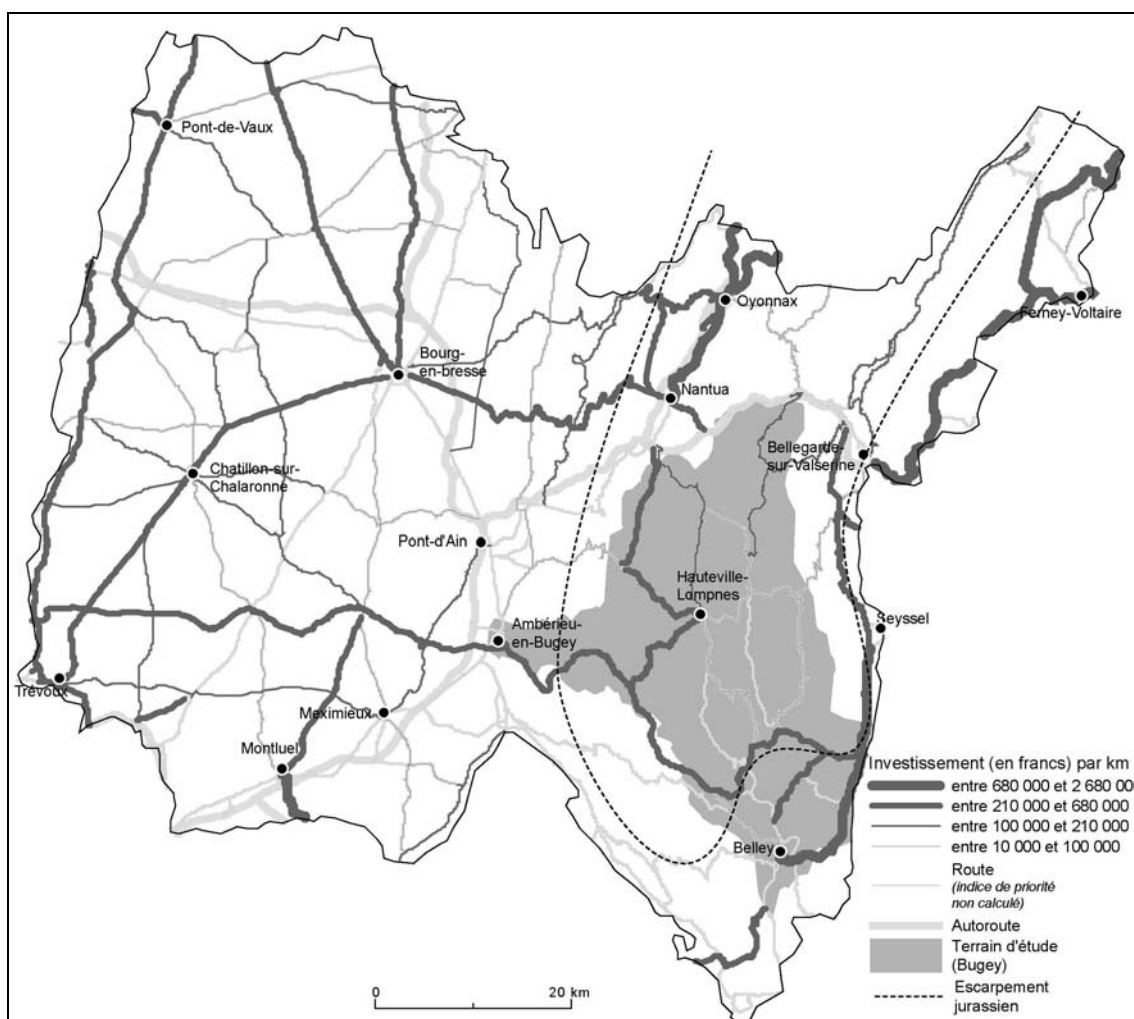 Pont-de-Vaux
Oyonnax
Ferney-Voltaire
Bourg-
en-bresse
Nantua
Bellegarde-
sur-Valserine
Chatillon-sur-
Chalaronne
Pont-d'Ain
Hauteville-
Lompnes
Ambérieu-
en-Bugey
Seyssel
Trévoux
Meximieux
Montluel
Belley
Investissement (en francs) par km
entre 680 000 et 2 680 00
entre 210 000 et 680 000
entre 100 000 et 210 000
entre 10 000 et 100 000
Route
(indice de priorité
non calculé)
Autoroute
Terrain d'étude
(Bugey)
Escarpement
jurassien
0 20 km